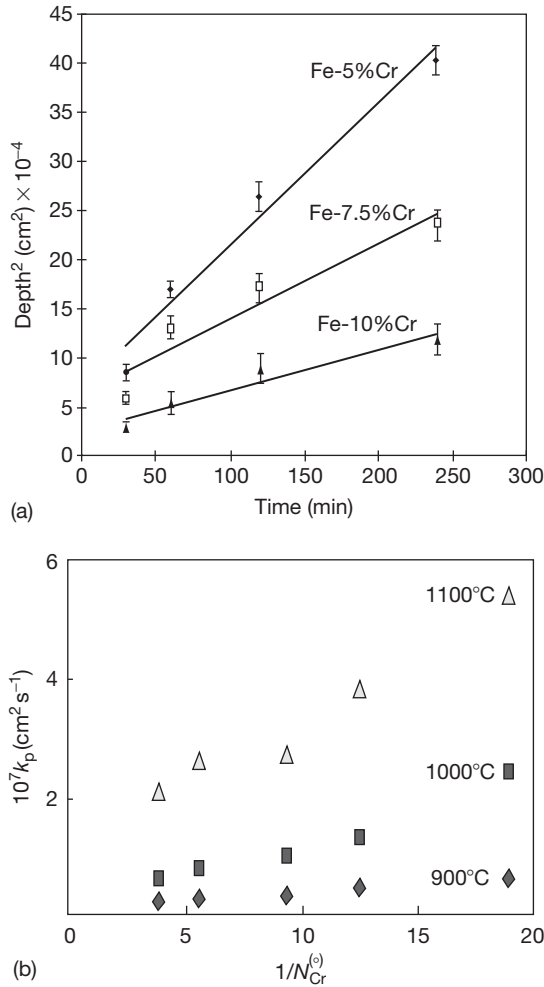 45
40
35
30
25
20
15
10
5
0
Depth² (cm²) × 10⁻⁴
Fe-5%Cr
Fe-7.5%Cr
Fe-10%Cr
0 50 100 150 200 250 300
Time (min)
(a)
6
4
2
10⁷kₚ (cm² s⁻¹)
1100°C
1000°C
900°C
0 5 10 15 20
1/N_Cr^(o)
(b)